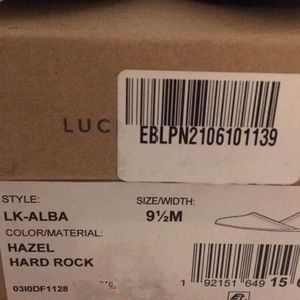 LUC
EBLPN2106101139
STYLE:
SIZE/WIDTH:
LK-ALBA
9½M
COLOR/MATERIAL:
HAZEL
HARD ROCK
03I0DF1128
1 92151 649 15